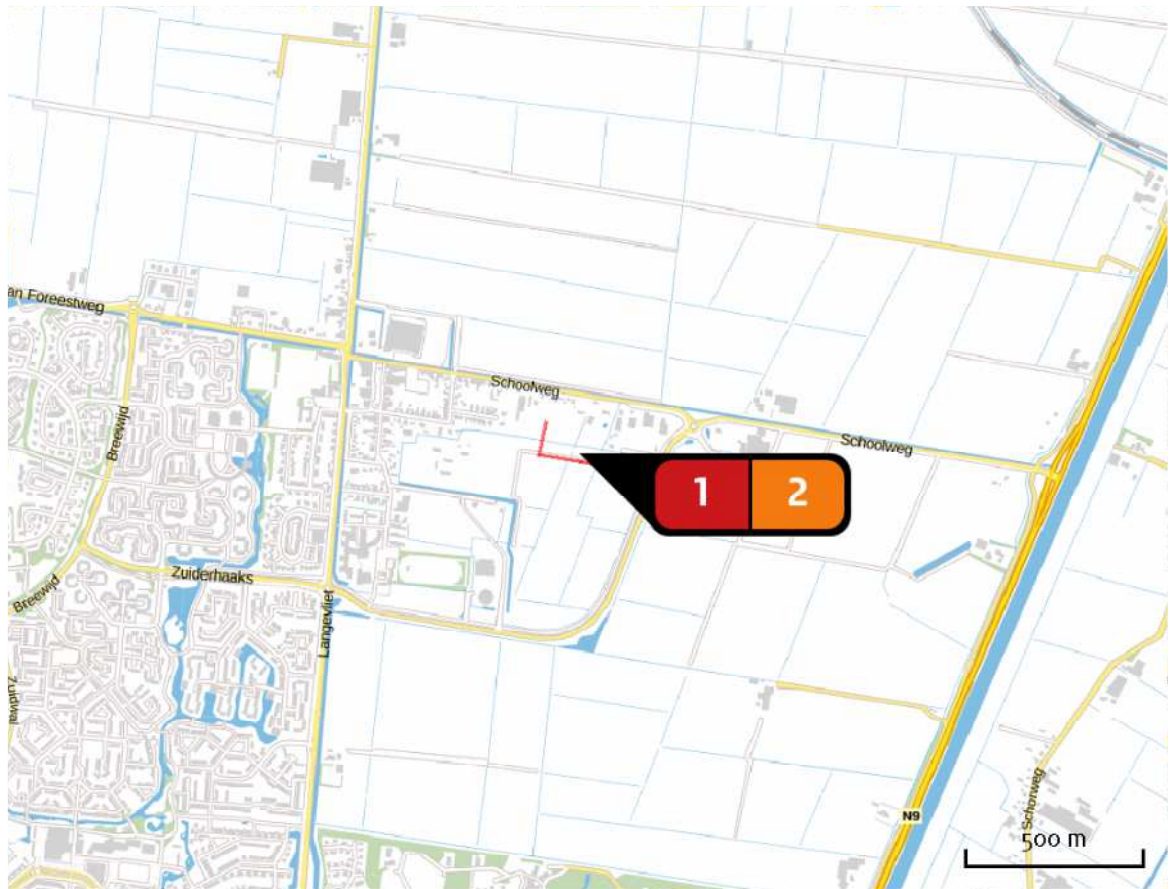 an Foreestweg
Schoolweg
Breewijd
Schoolweg
1 2
Zuiderhaaks
Breewijd
Langevliet
Zuidwal
Schorweg
N9
500 m